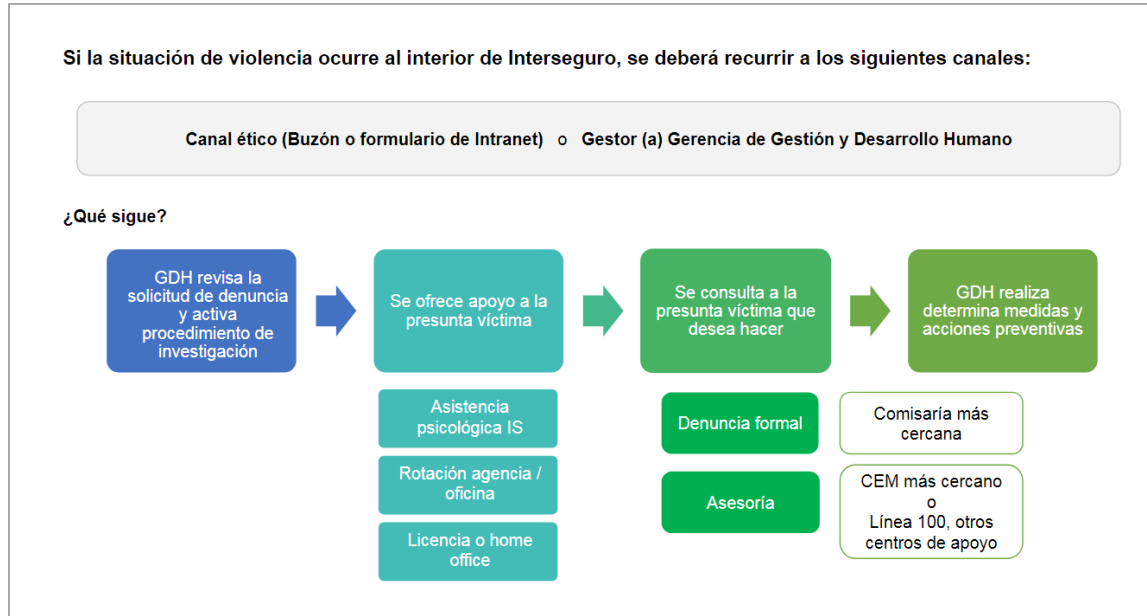 Si la situación de violencia ocurre al interior de Interseguro, se deberá recurrir a los siguientes canales:
Canal ético (Buzón o formulario de Intranet) o Gestor (a) Gerencia de Gestión y Desarrollo Humano
¿Qué sigue?
GDH revisa la
solicitud de denuncia
y activa
procedimiento de
investigación
Se ofrece apoyo a la
presunta víctima
Se consulta a la
presunta víctima que
desea hacer
GDH realiza
determina medidas y
acciones preventivas
Asistencia
psicológica IS
Rotación agencia /
oficina
Licencia o home
office
Denuncia formal
Comisaría más
cercana
Asesoría
CEM más cercano
o
Línea 100, otros
centros de apoyo